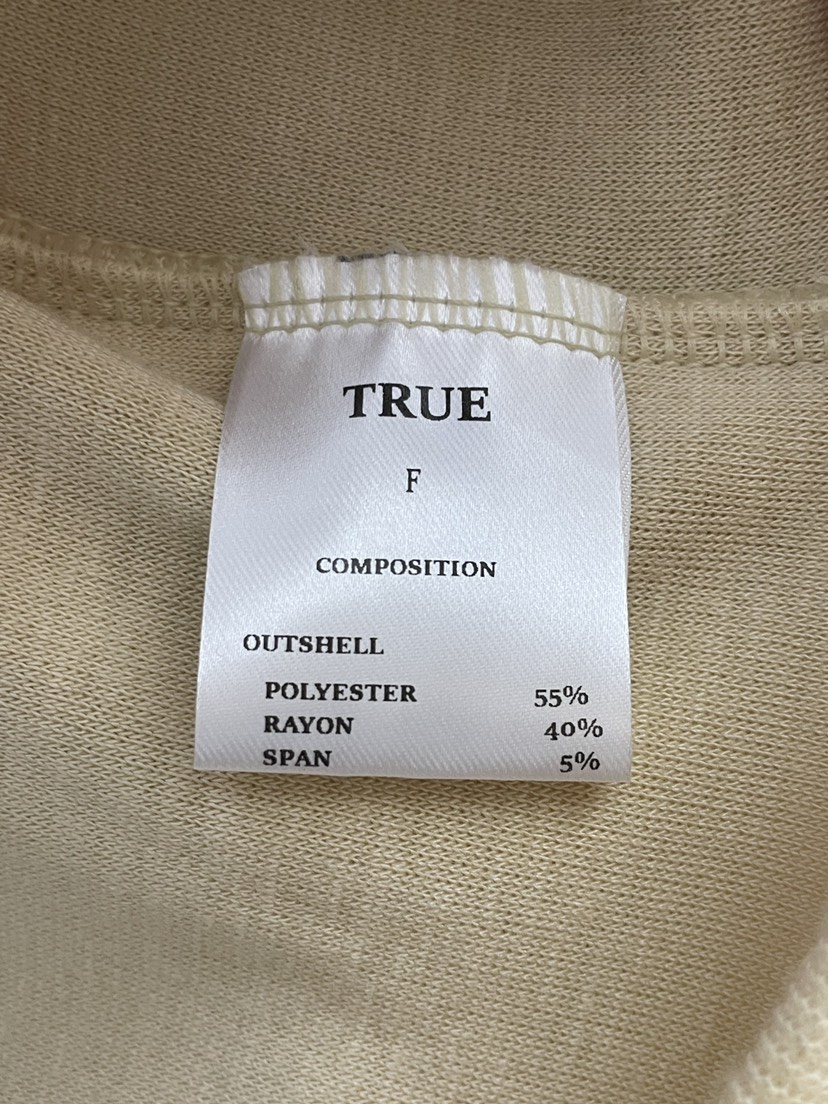 TRUE
F
COMPOSITION
OUTSHELL
POLYESTER 55%
RAYON 40%
SPAN 5%